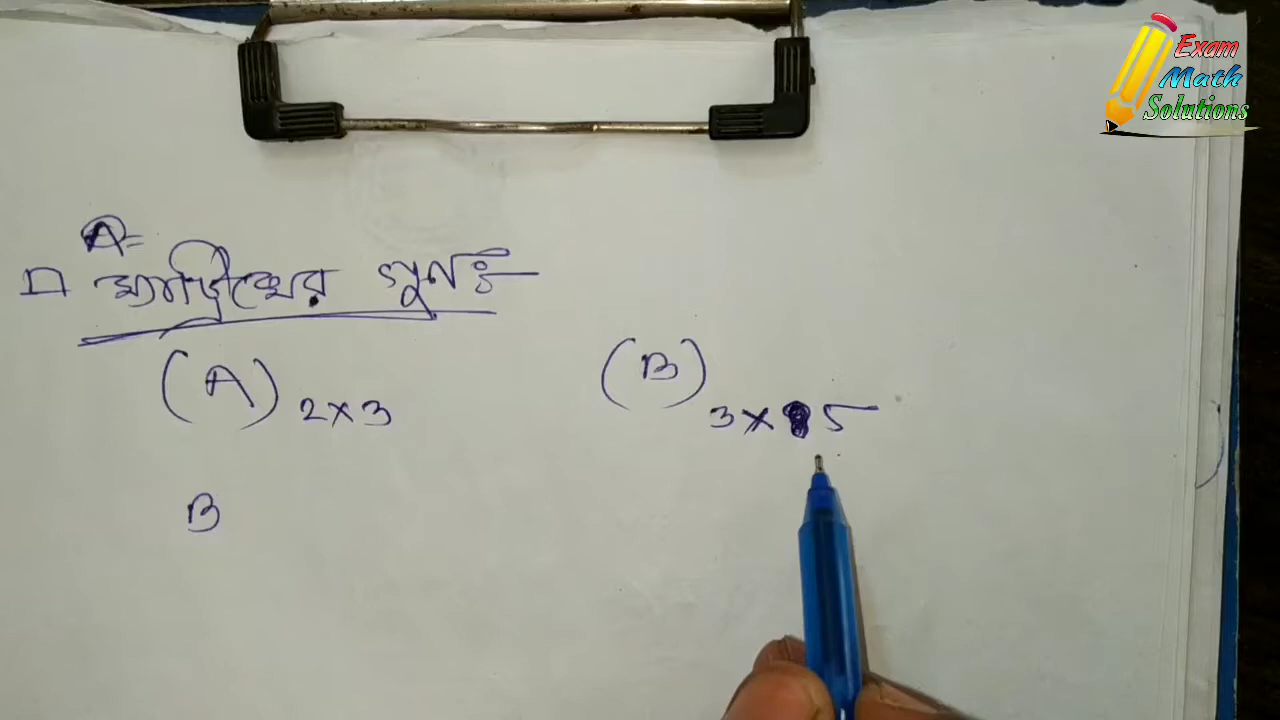 Exam
Math
Solutions
A=
□ ম্যাট্রিক্সের গুনঃ
(A) 2×3
(B) 3× 5
B